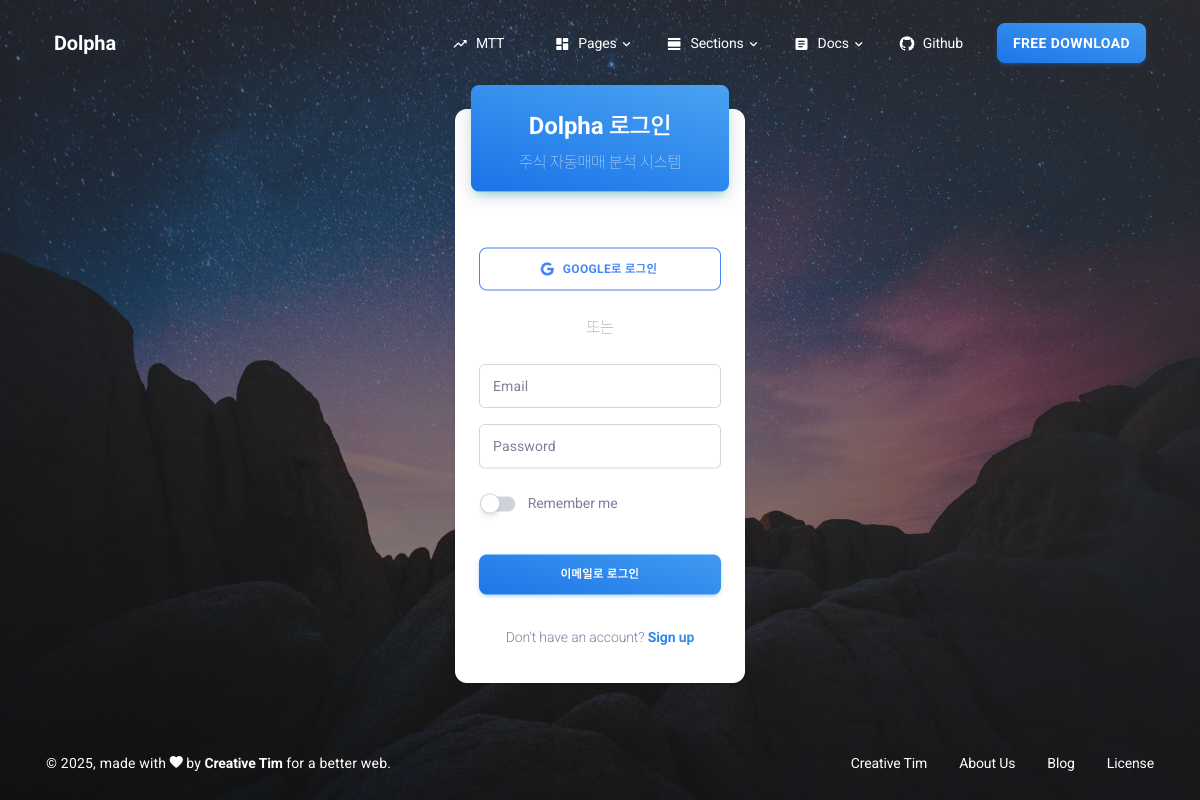 Dolpha
MTT
Pages
Sections
Docs
Github
FREE DOWNLOAD
Dolpha 로그인
주식 자동매매 분석 시스템
GOOGLE로 로그인
또는
Email
Password
Remember me
이메일로 로그인
Don't have an account? Sign up
© 2025, made with by Creative Tim for a better web.
Creative Tim
About Us
Blog
License